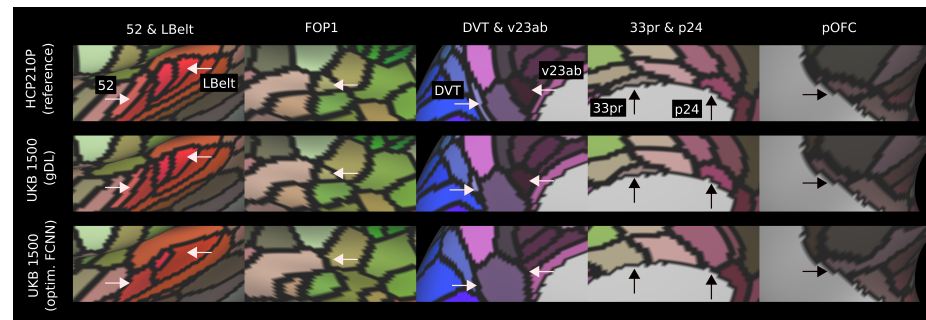 52 & LBelt FOP1 DVT & v23ab 33pr & p24 pOFC
HCP210P
(reference)
52 LBelt DVT v23ab 33pr p24
UKB 1500
(gDL)
UKB 1500
(optim. FCNN)